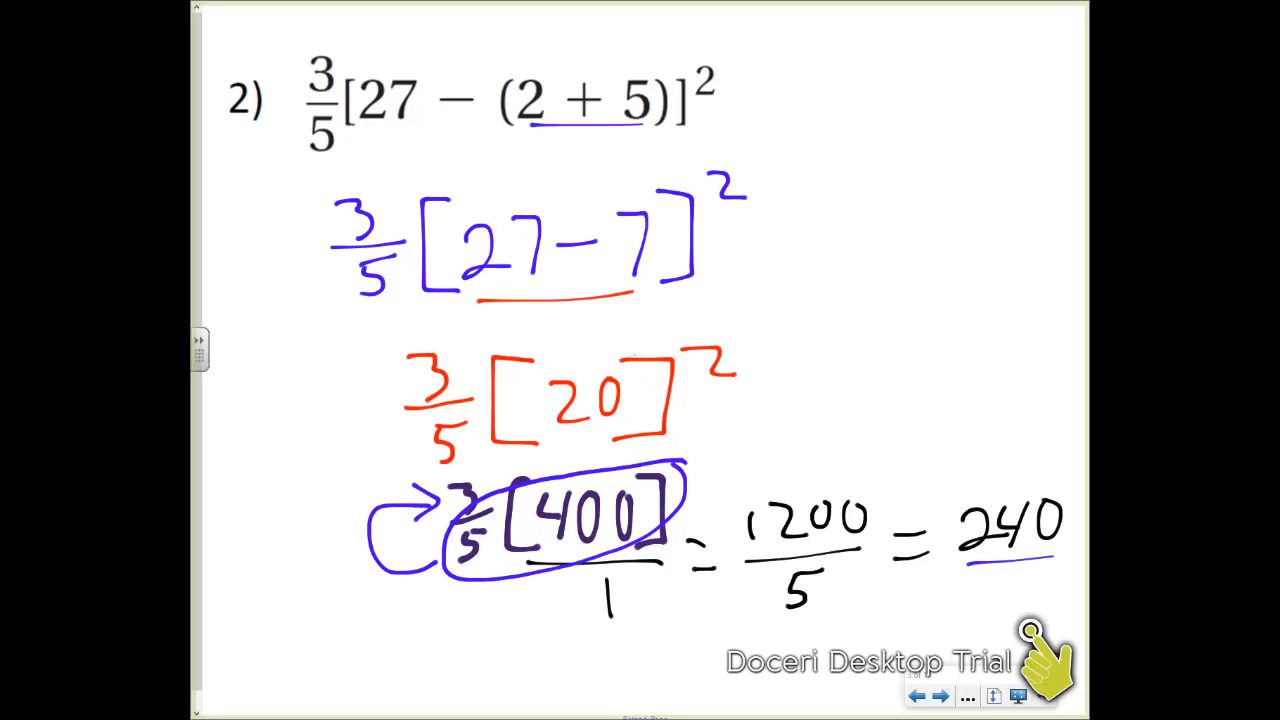 2) 3/5[27 − (2 + 5)]²
3/5 [27 − 7]²
3/5 [20]²
3/5 [400]/1 = 1200/5 = 240
Doceri Desktop Trial